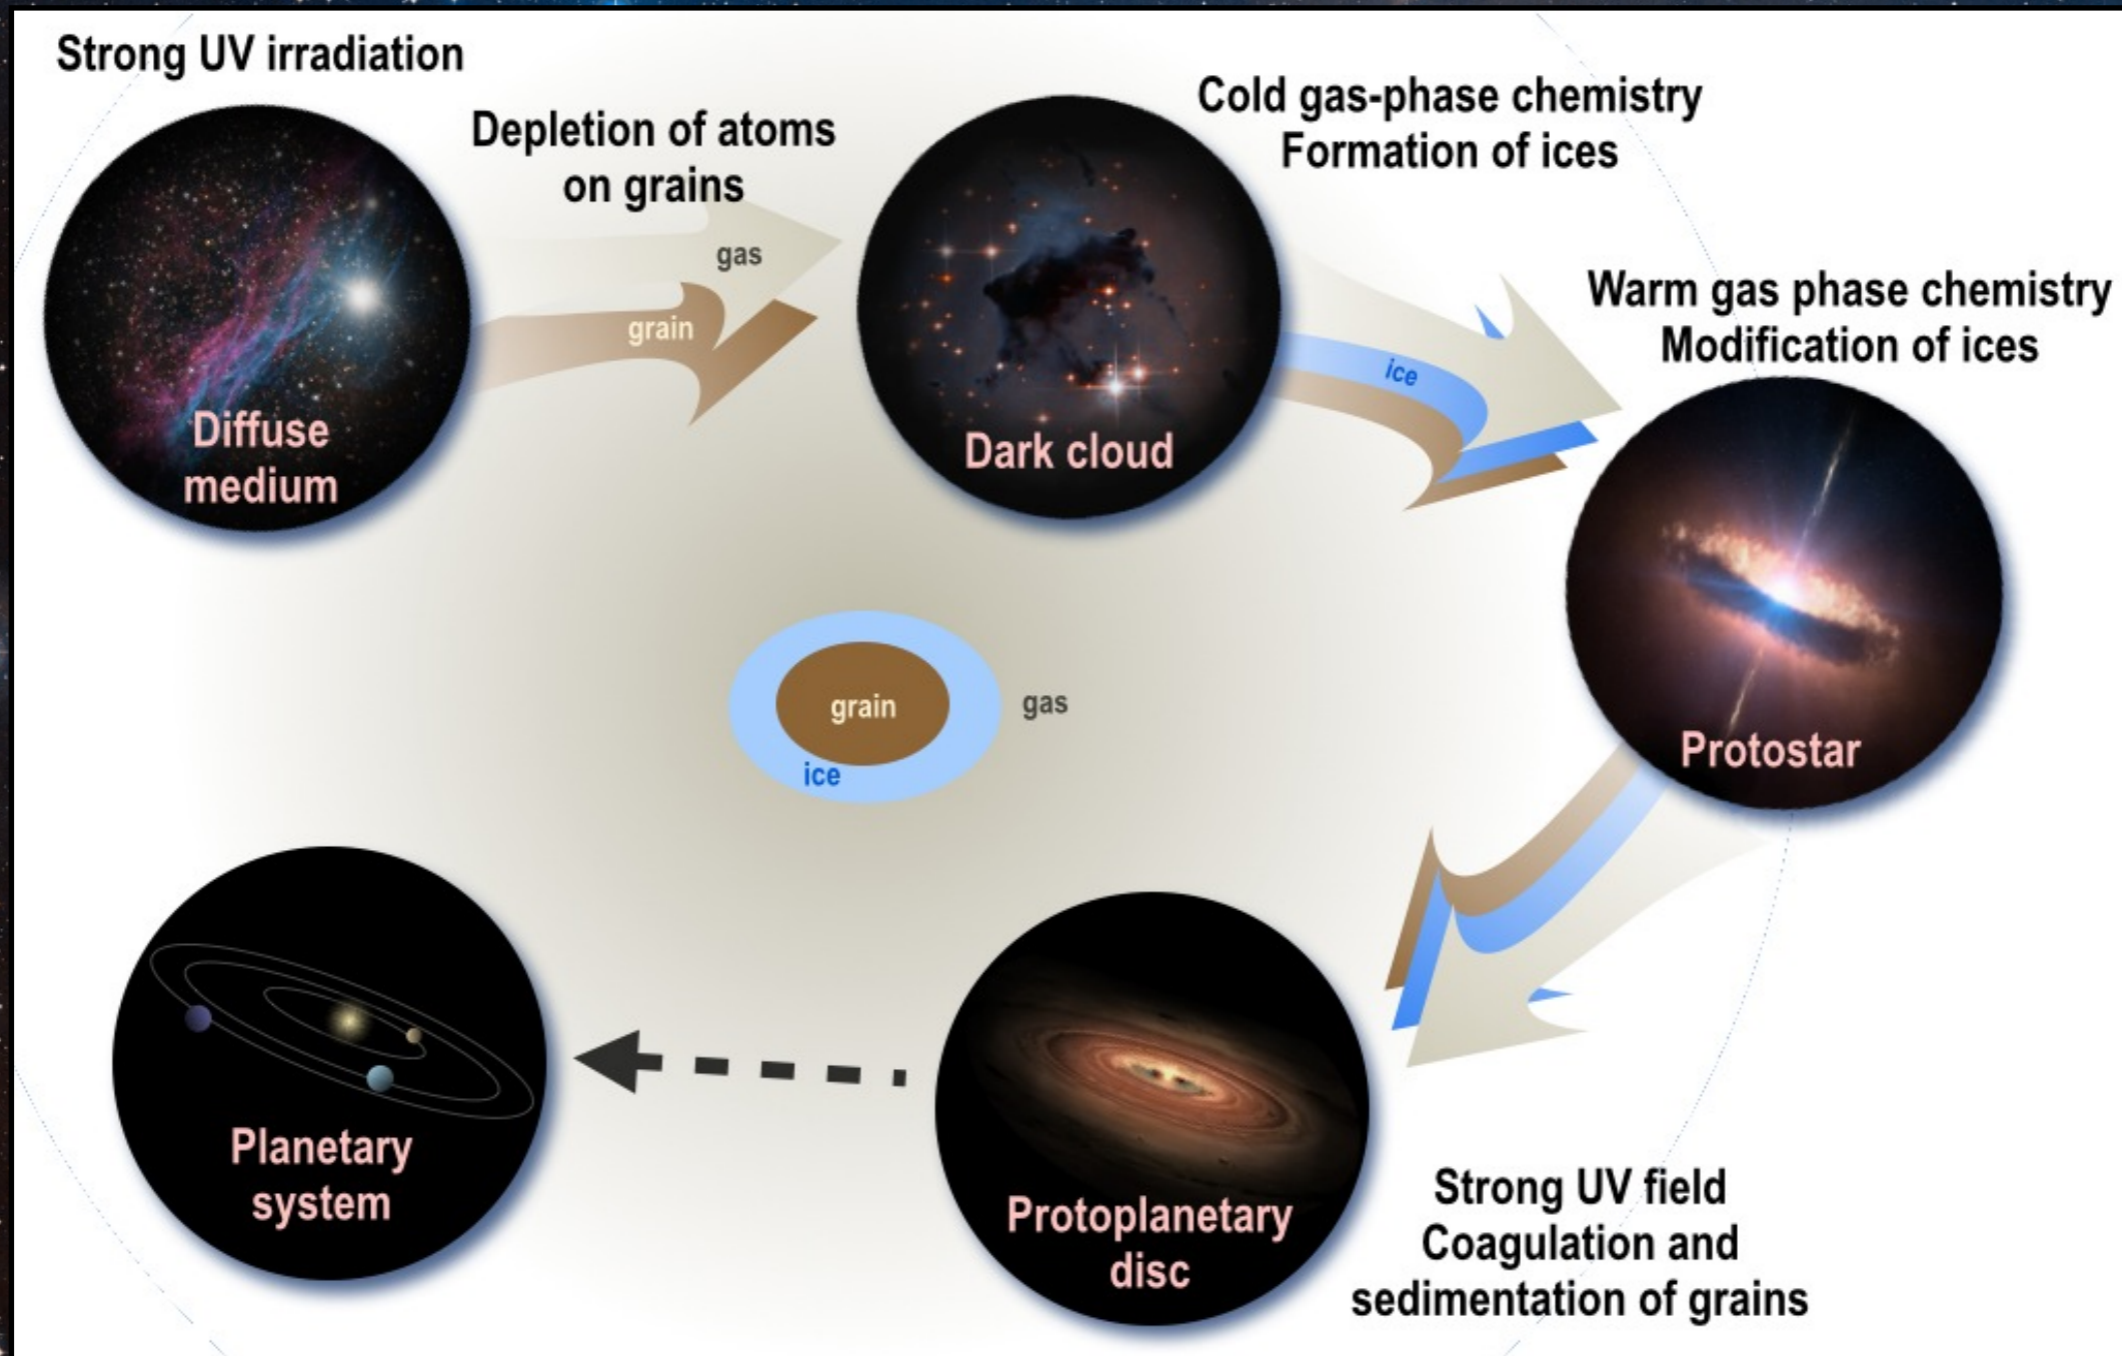 Strong UV irradiation
Diffuse
medium
Depletion of atoms
on grains
gas
grain
Dark cloud
Cold gas-phase chemistry
Formation of ices
ice
Warm gas phase chemistry
Modification of ices
Protostar
grain
ice
gas
Strong UV field
Coagulation and
sedimentation of grains
Protoplanetary
disc
Planetary
system